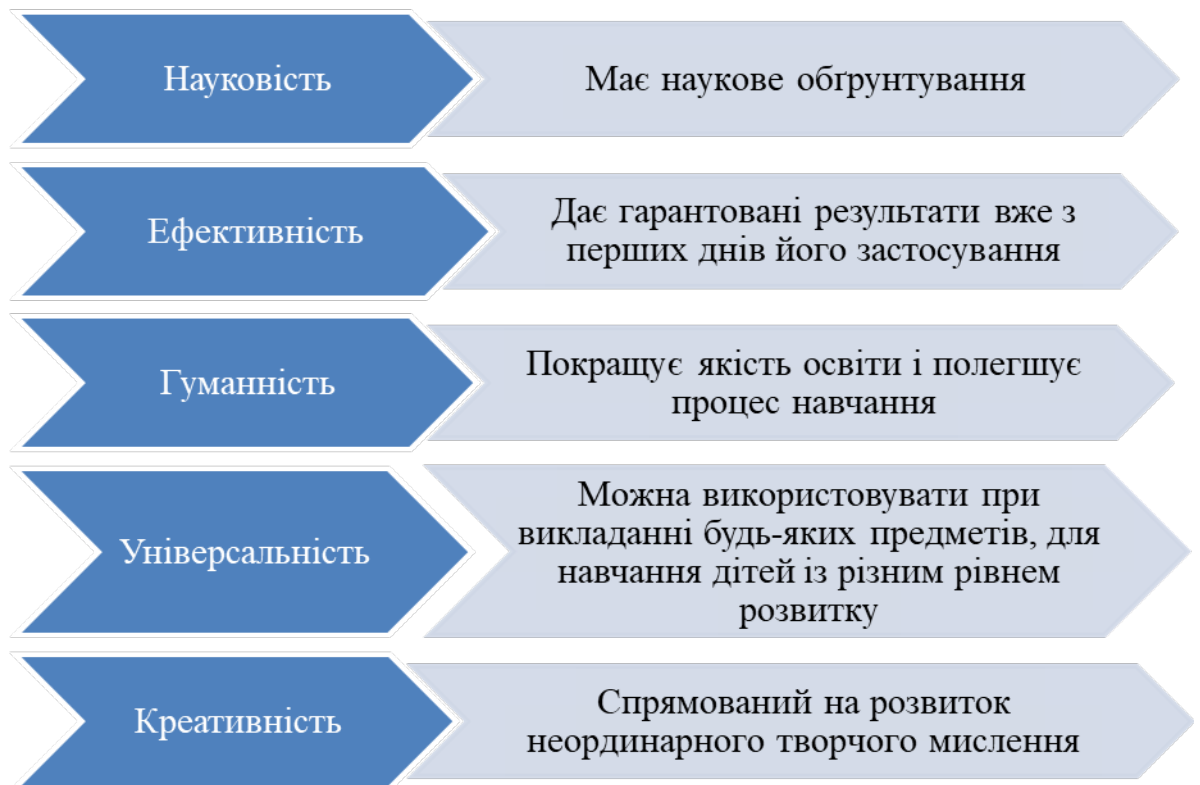 Науковість
Має наукове обґрунтування
Ефективність
Дає гарантовані результати вже з
перших днів його застосування
Гуманність
Покращує якість освіти і полегшує
процес навчання
Універсальність
Можна використовувати при
викладанні будь-яких предметів, для
навчання дітей із різним рівнем
розвитку
Креативність
Спрямований на розвиток
неординарного творчого мислення